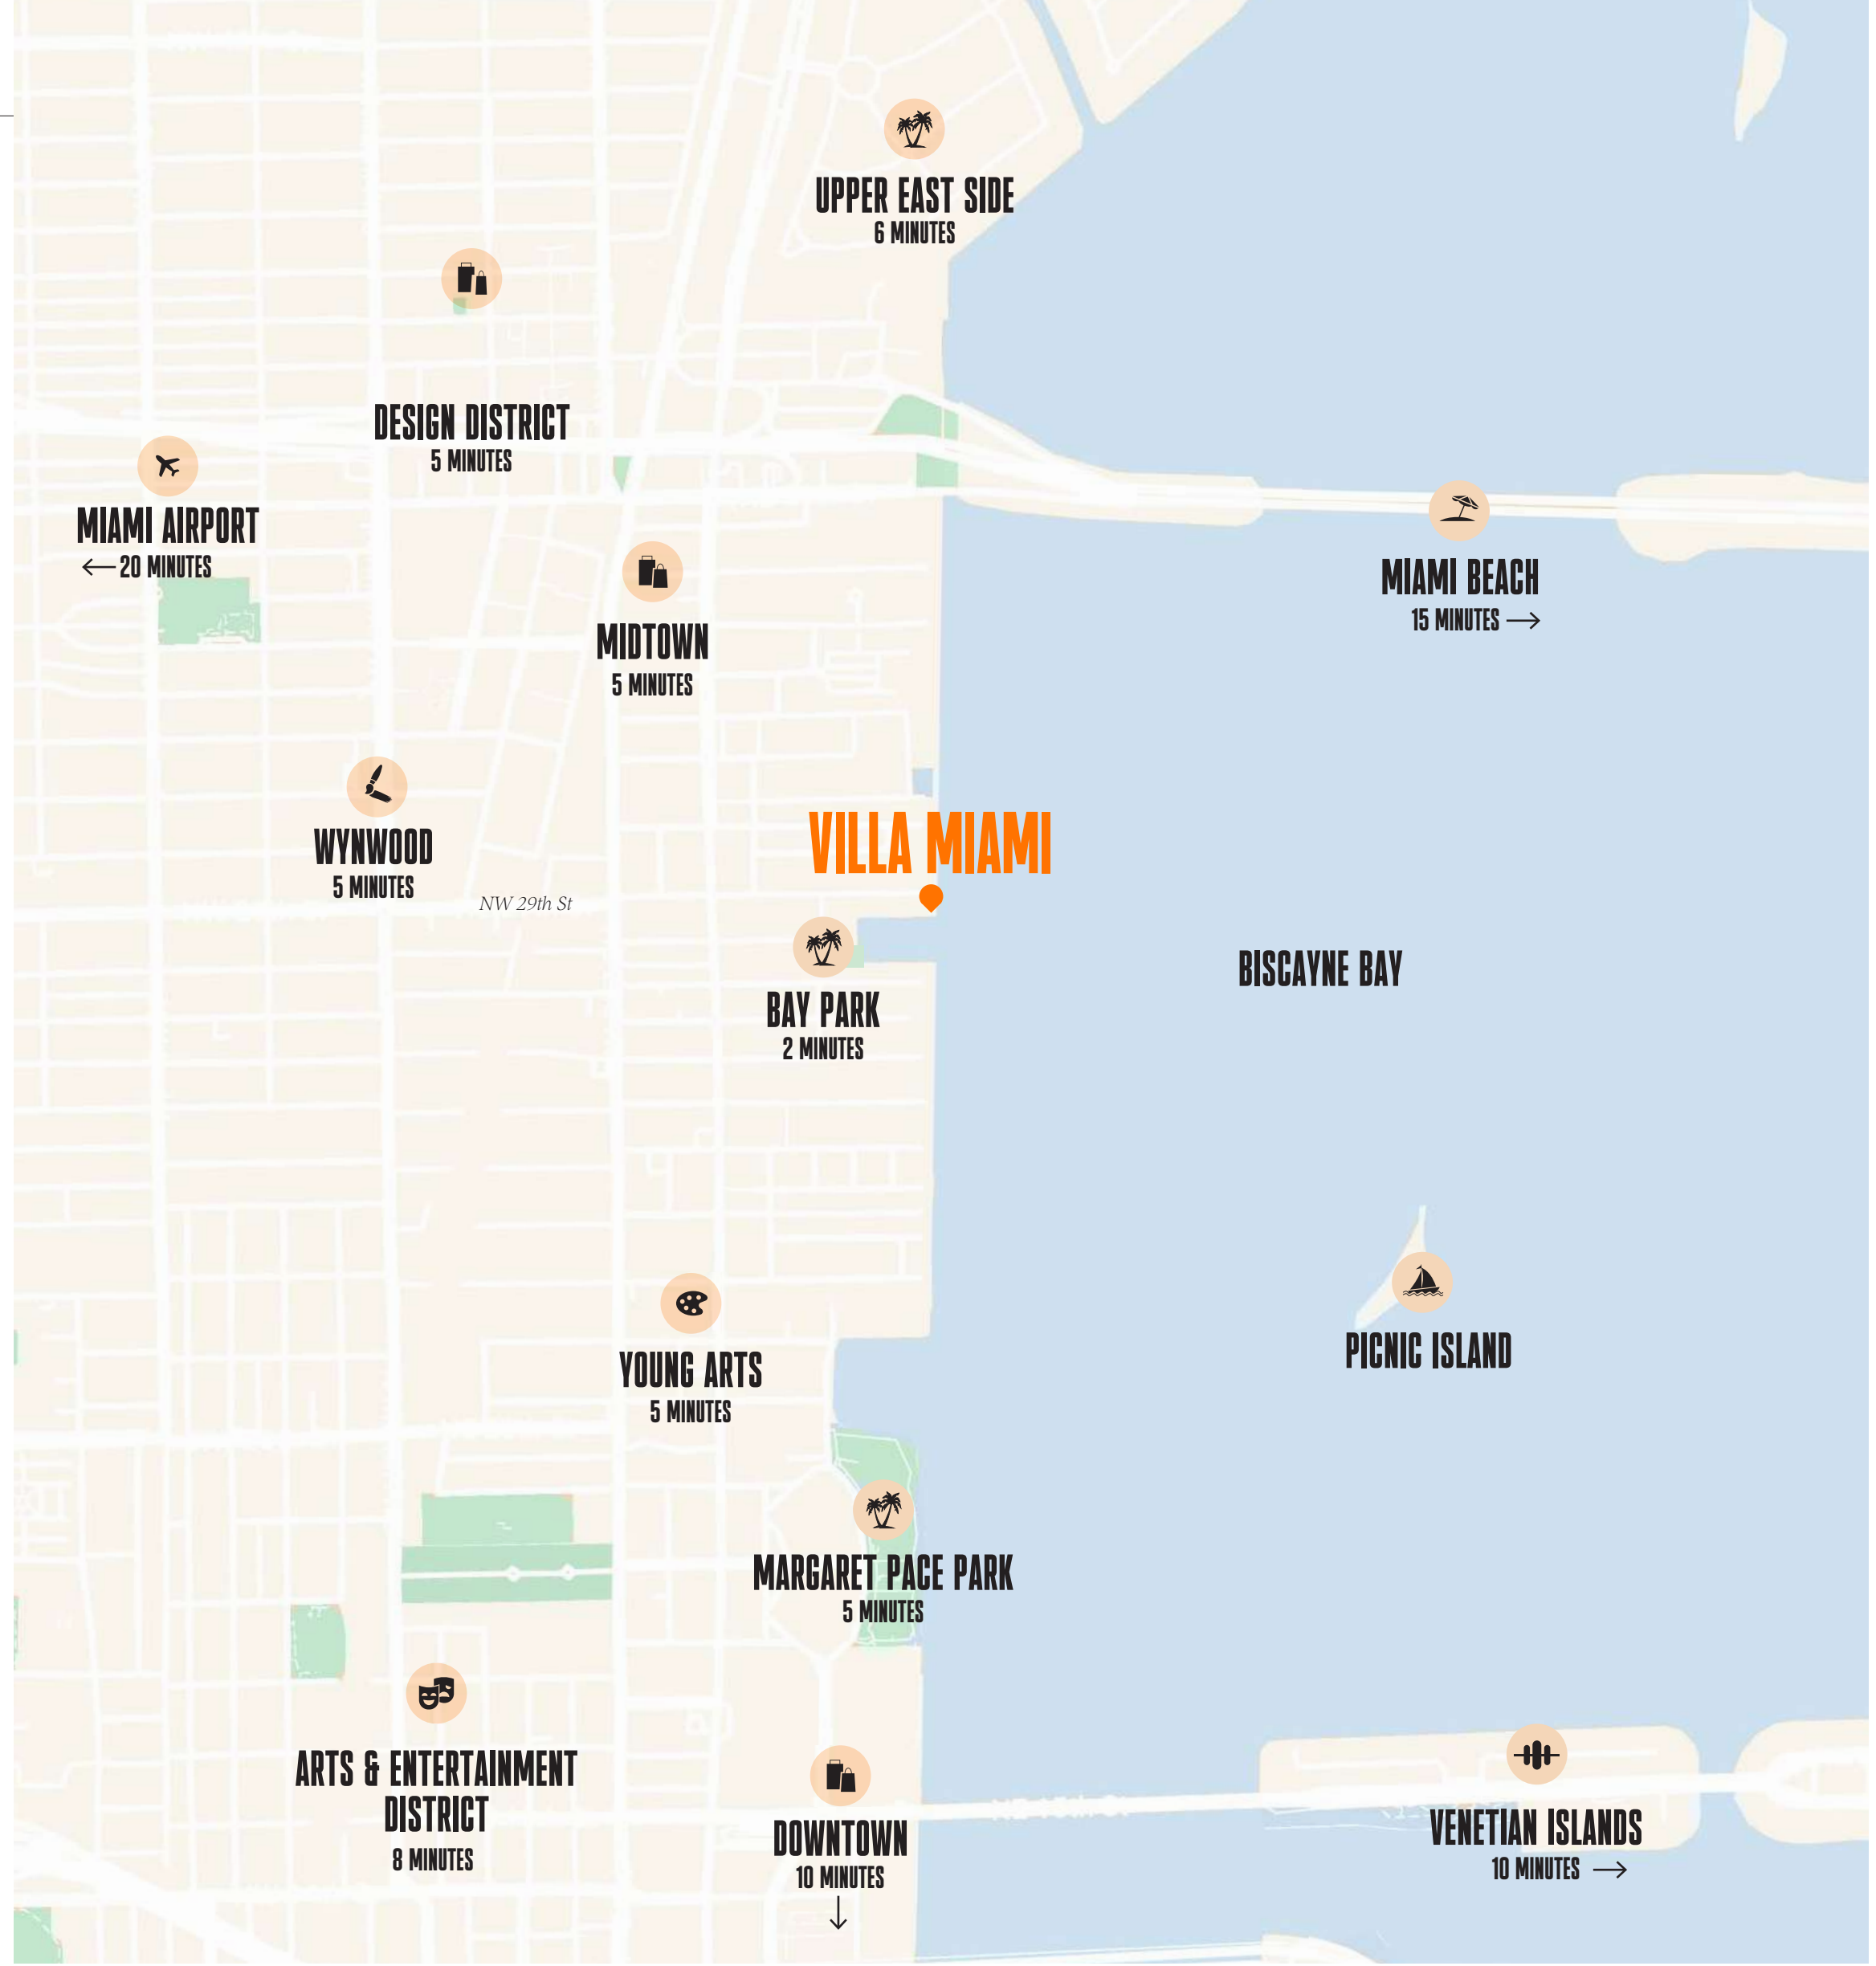 UPPER EAST SIDE
6 MINUTES
DESIGN DISTRICT
5 MINUTES
MIAMI AIRPORT
← 20 MINUTES
MIAMI BEACH
15 MINUTES →
MIDTOWN
5 MINUTES
VILLA MIAMI
WYNWOOD
5 MINUTES
NW 29th St
BISCAYNE BAY
BAY PARK
2 MINUTES
PICNIC ISLAND
YOUNG ARTS
5 MINUTES
MARGARET PACE PARK
5 MINUTES
ARTS & ENTERTAINMENT
DISTRICT
8 MINUTES
DOWNTOWN
10 MINUTES
↓
VENETIAN ISLANDS
10 MINUTES →